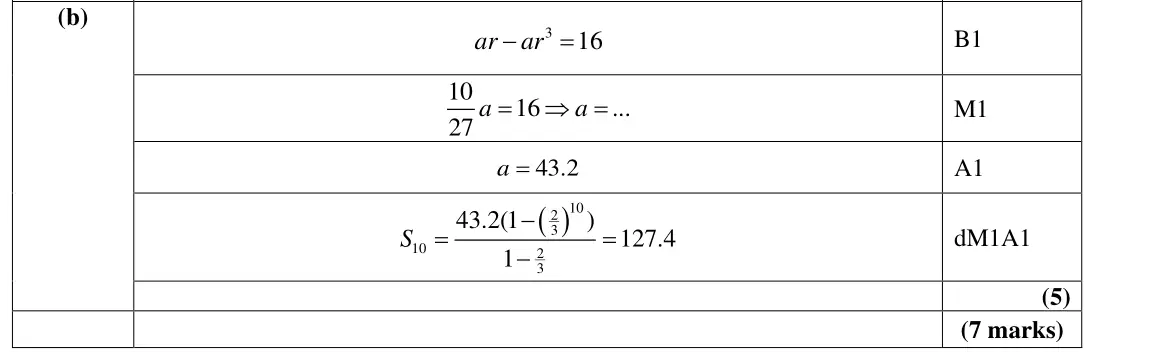 (b) ar − ar³ = 16 B1
10/27 a = 16 ⇒ a = ... M1
a = 43.2 A1
S₁₀ = 43.2(1 − (2/3)¹⁰) / 1 − 2/3 = 127.4 dM1A1
(5)
(7 marks)